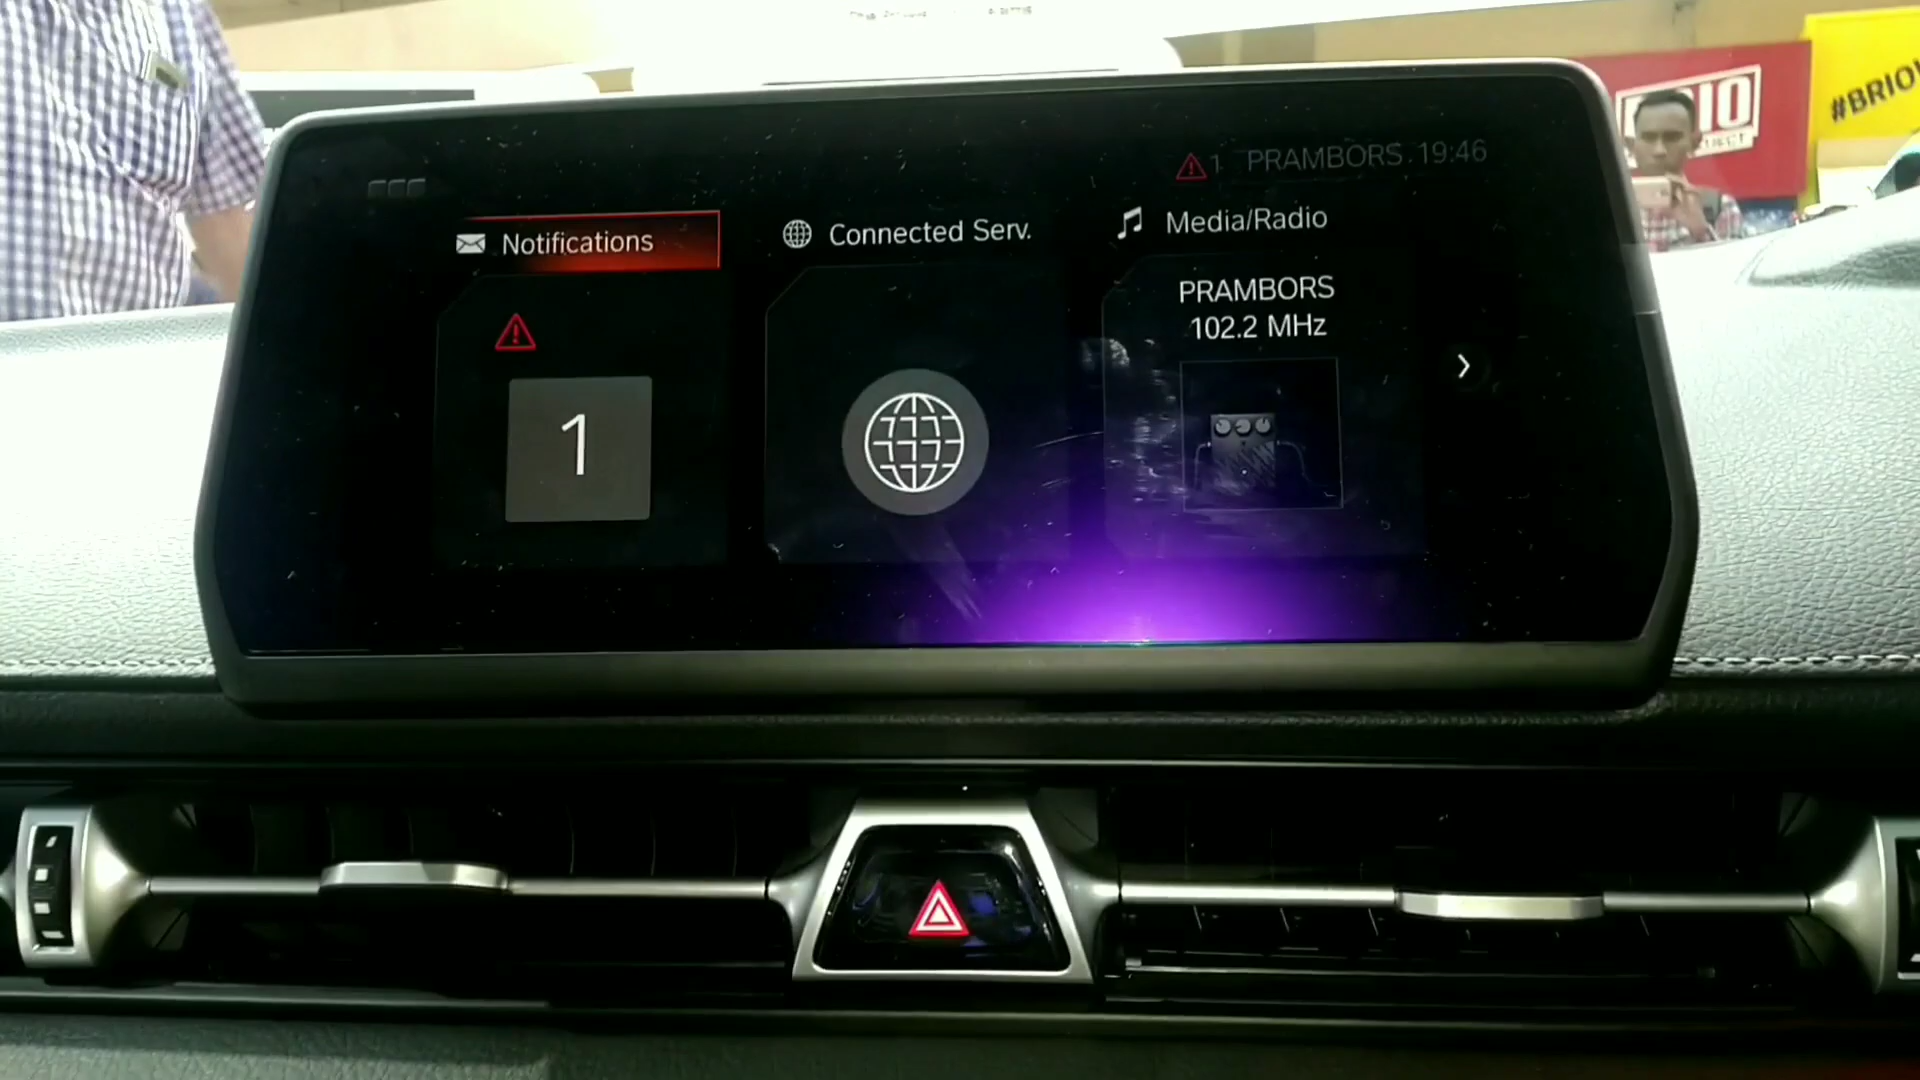 #BRIO
1 PRAMBORS 19:46
Notifications
Connected Serv.
Media/Radio
PRAMBORS
102.2 MHz
1